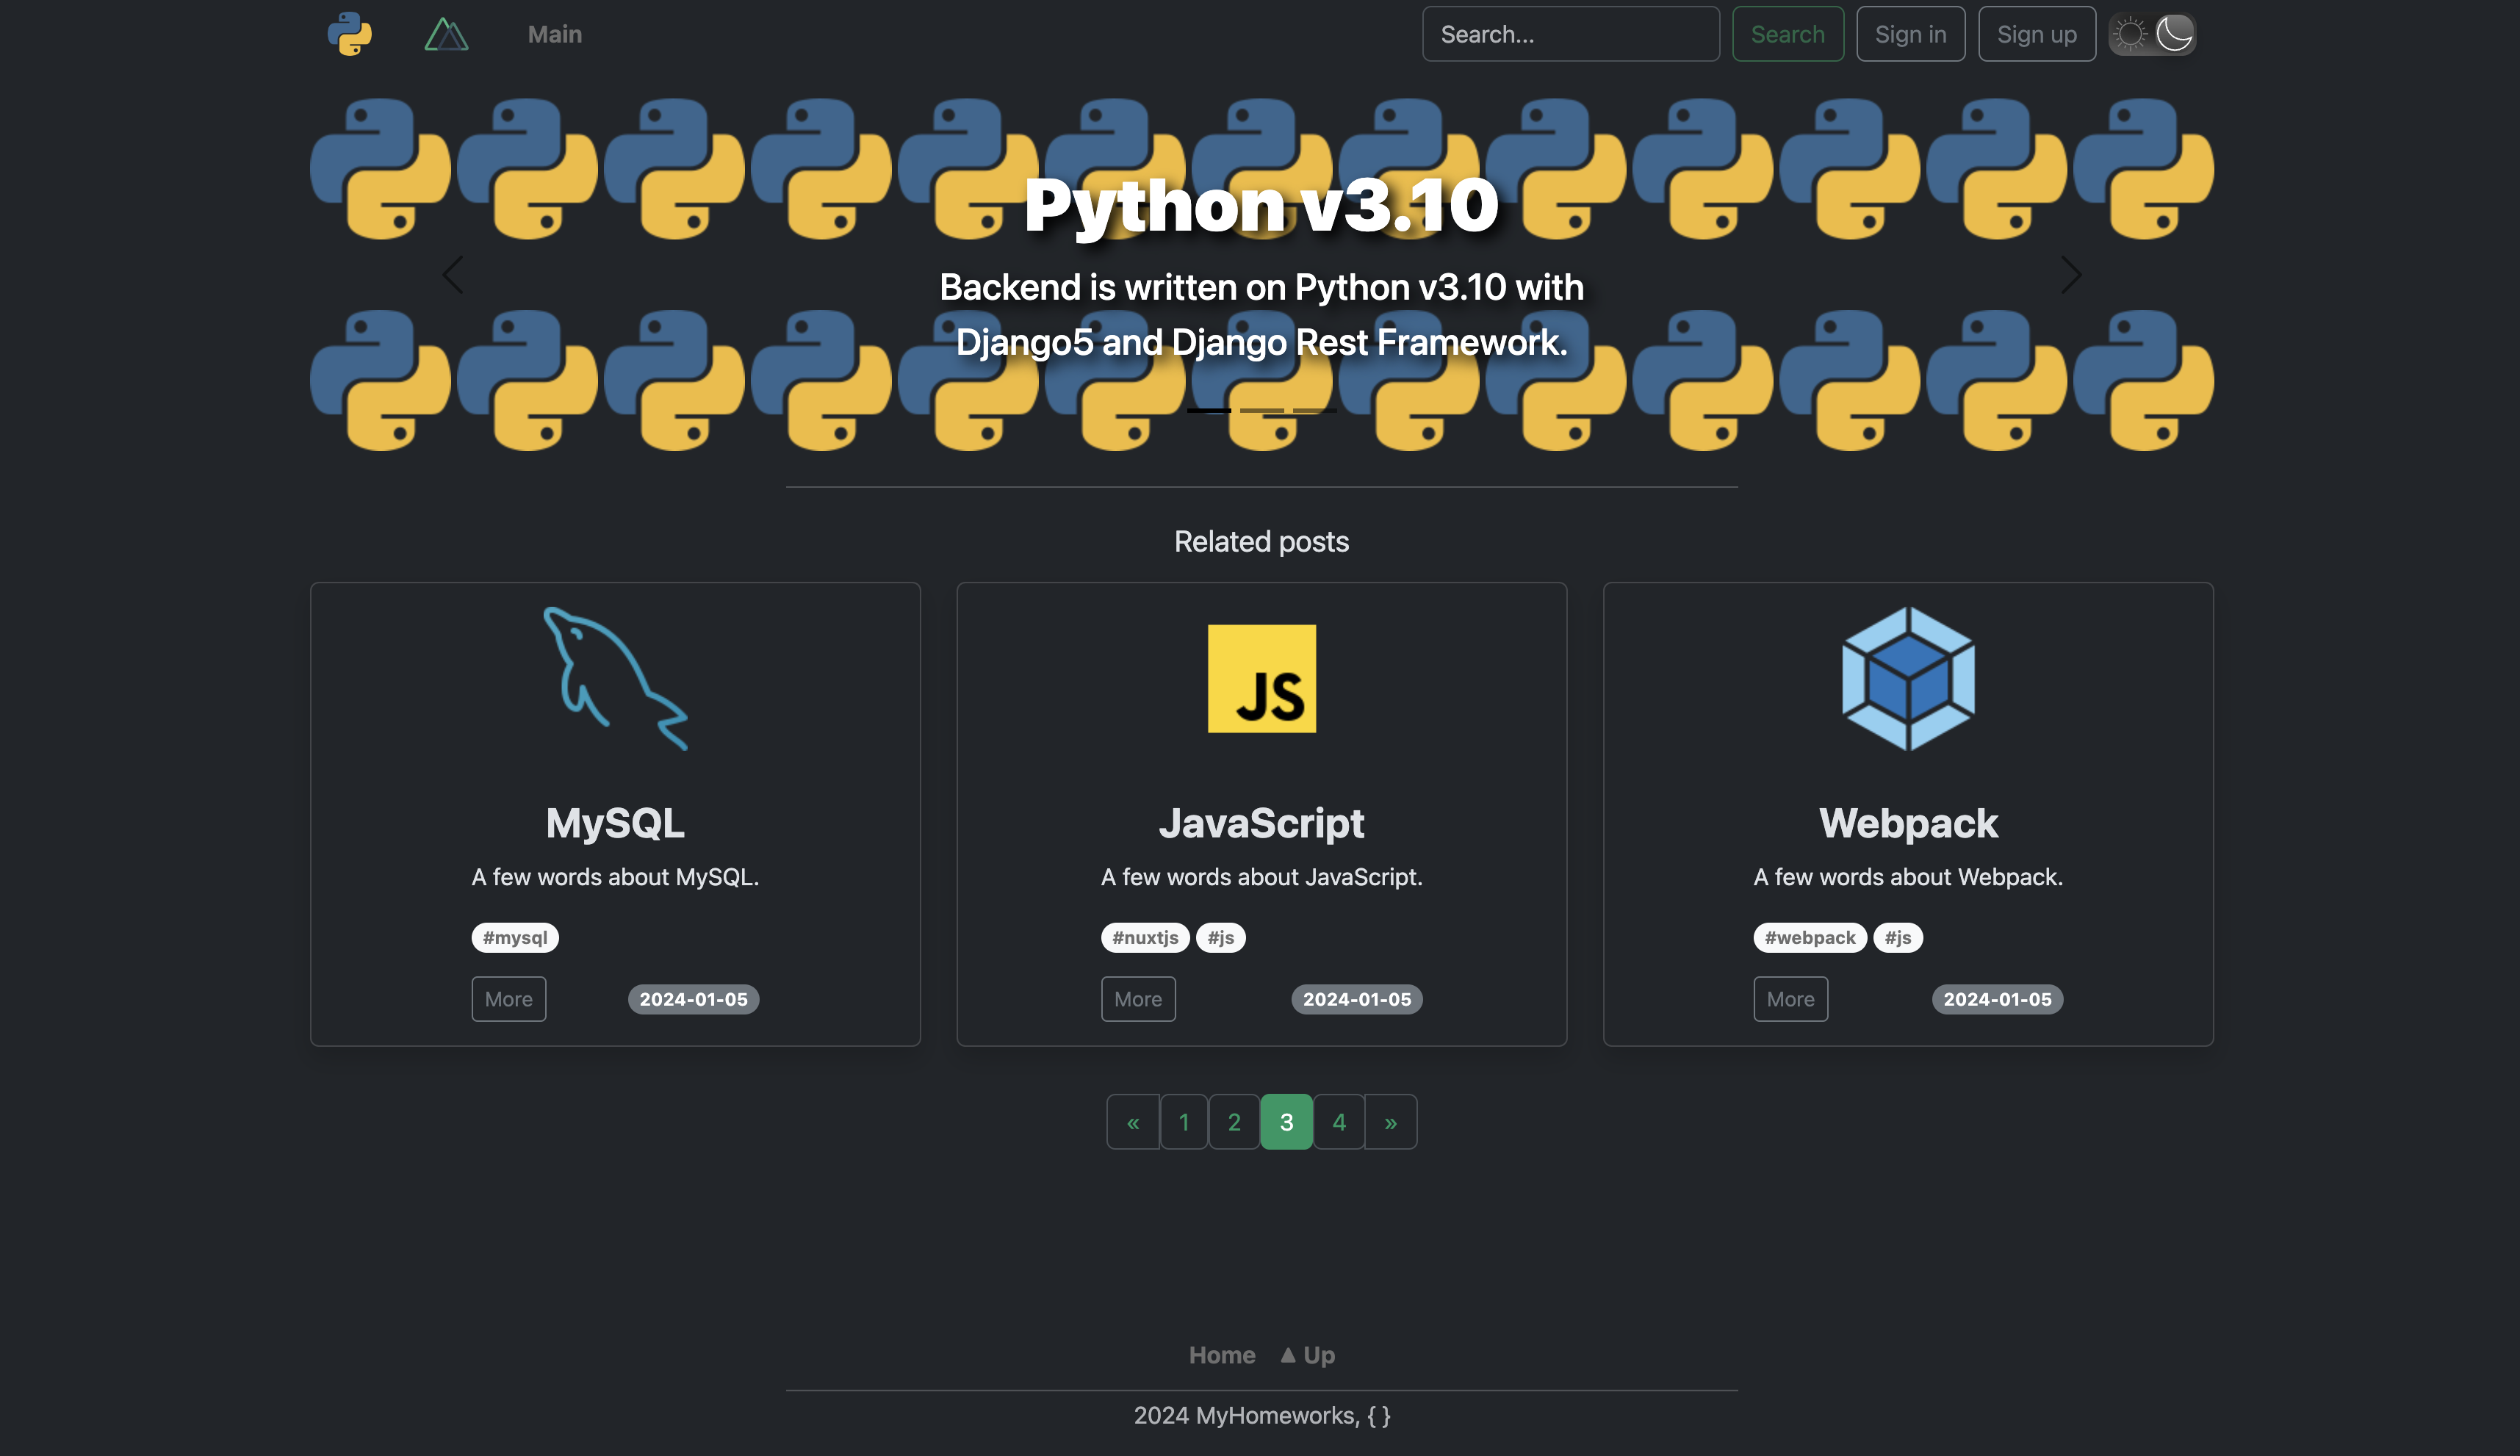 Main
Search...
Search
Sign in
Sign up
Python v3.10
Backend is written on Python v3.10 with
Django5 and Django Rest Framework.
Related posts
JS
MySQL
JavaScript
Webpack
A few words about MySQL.
A few words about JavaScript.
A few words about Webpack.
#mysql
#nuxtjs #js
#webpack #js
More 2024-01-05
More 2024-01-05
More 2024-01-05
« 1 2 3 4 »
Home ▲ Up
2024 MyHomeworks, { }